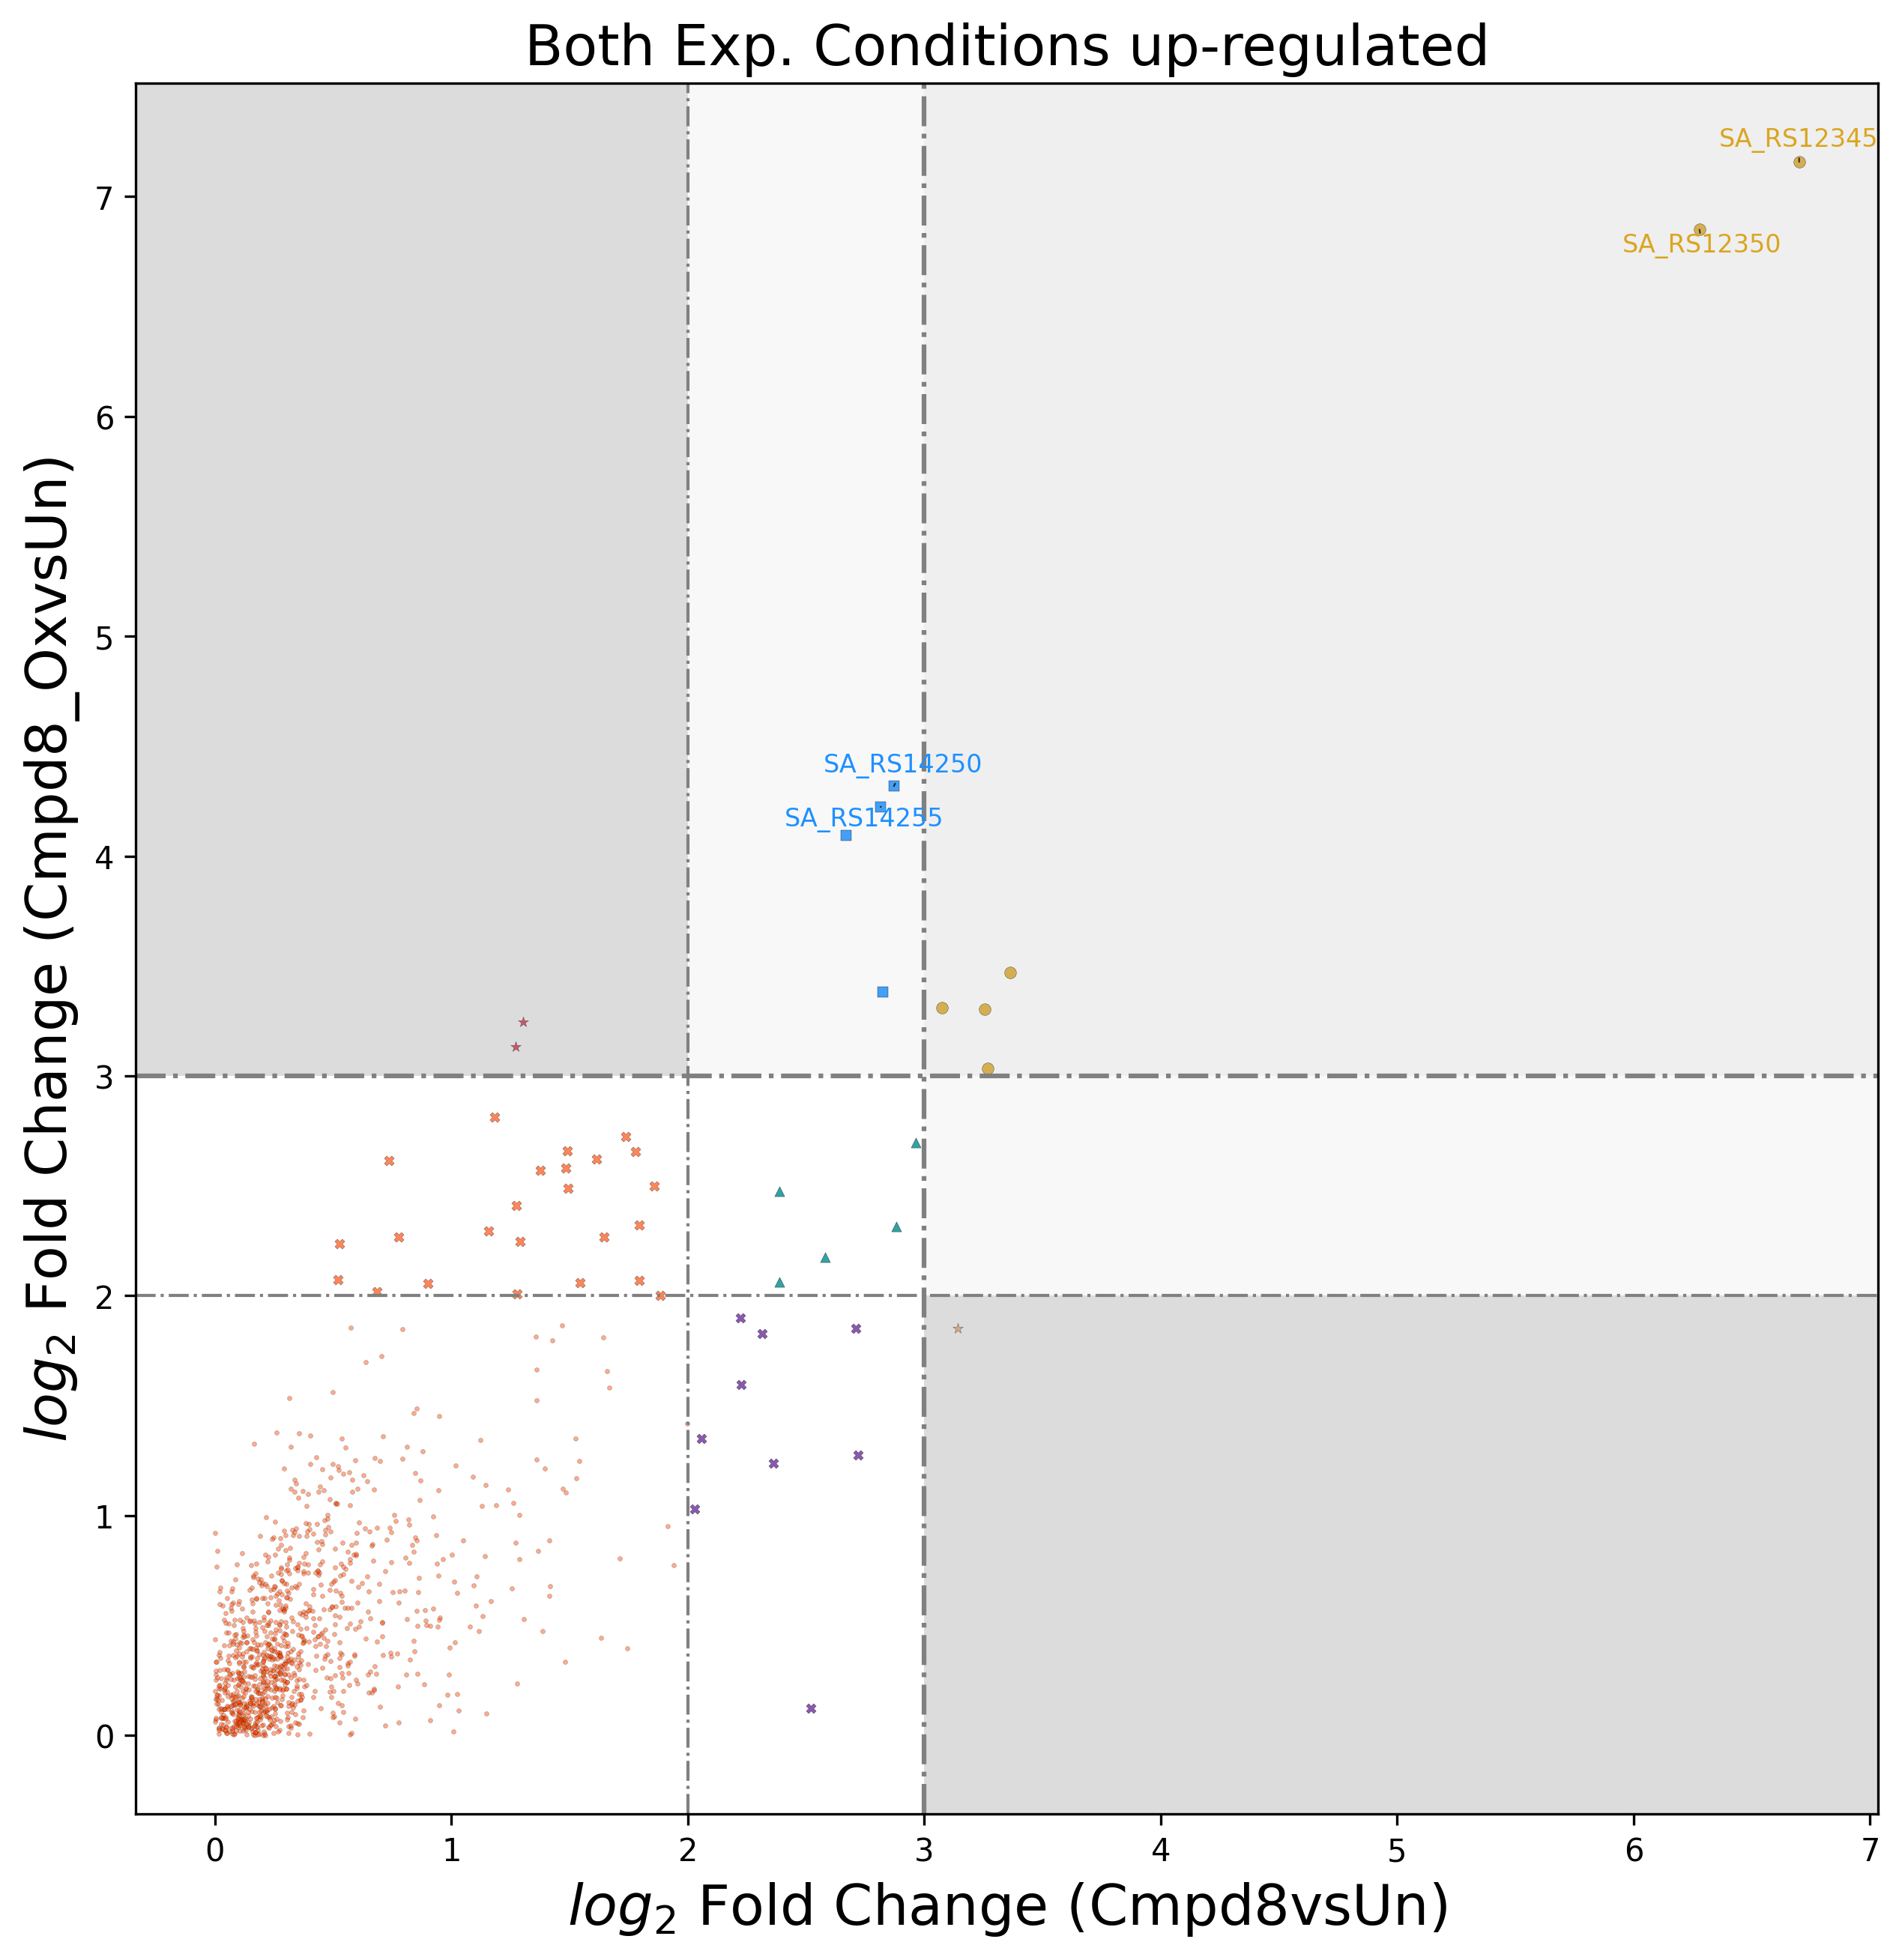 Both Exp. Conditions up-regulated
SA_RS12345
SA_RS12350
SA_RS14250
SA_RS14255
7
6
5
4
3
2
1
0
log2 Fold Change (Cmpd8_OxvsUn)
0 1 2 3 4 5 6 7
log2 Fold Change (Cmpd8vsUn)